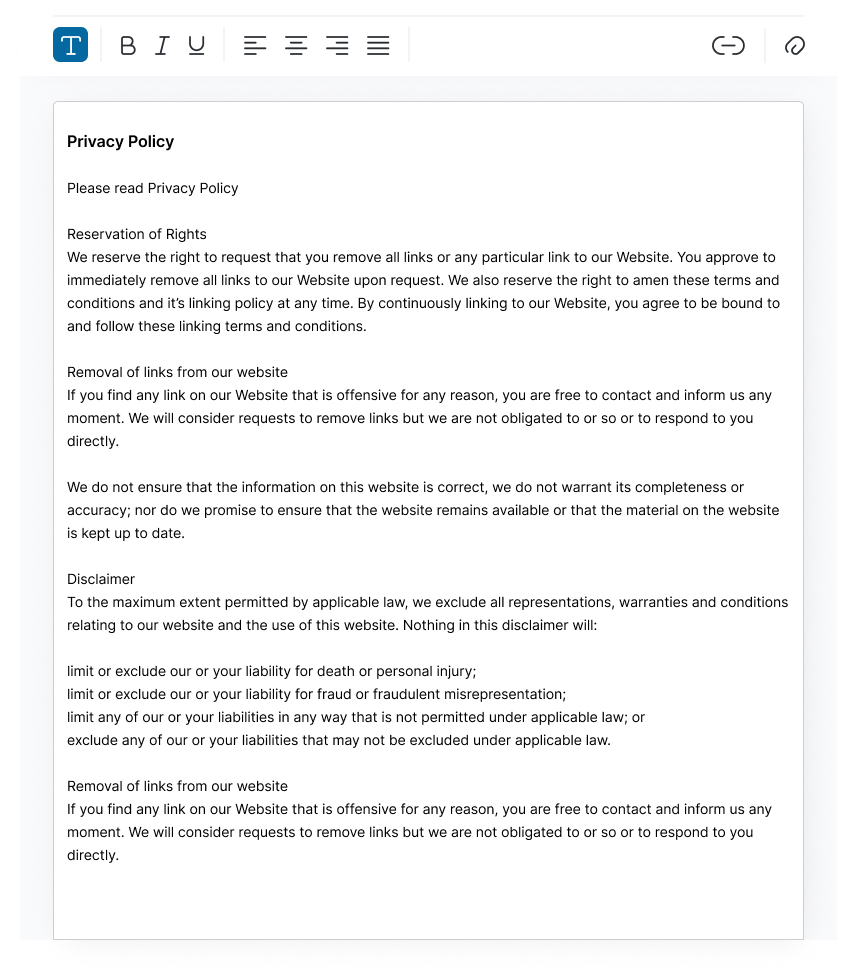 T B I U
Privacy Policy
Please read Privacy Policy
Reservation of Rights
We reserve the right to request that you remove all links or any particular link to our Website. You approve to
immediately remove all links to our Website upon request. We also reserve the right to amen these terms and
conditions and it’s linking policy at any time. By continuously linking to our Website, you agree to be bound to
and follow these linking terms and conditions.
Removal of links from our website
If you find any link on our Website that is offensive for any reason, you are free to contact and inform us any
moment. We will consider requests to remove links but we are not obligated to or so or to respond to you
directly.
We do not ensure that the information on this website is correct, we do not warrant its completeness or
accuracy; nor do we promise to ensure that the website remains available or that the material on the website
is kept up to date.
Disclaimer
To the maximum extent permitted by applicable law, we exclude all representations, warranties and conditions
relating to our website and the use of this website. Nothing in this disclaimer will:
limit or exclude our or your liability for death or personal injury;
limit or exclude our or your liability for fraud or fraudulent misrepresentation;
limit any of our or your liabilities in any way that is not permitted under applicable law; or
exclude any of our or your liabilities that may not be excluded under applicable law.
Removal of links from our website
If you find any link on our Website that is offensive for any reason, you are free to contact and inform us any
moment. We will consider requests to remove links but we are not obligated to or so or to respond to you
directly.